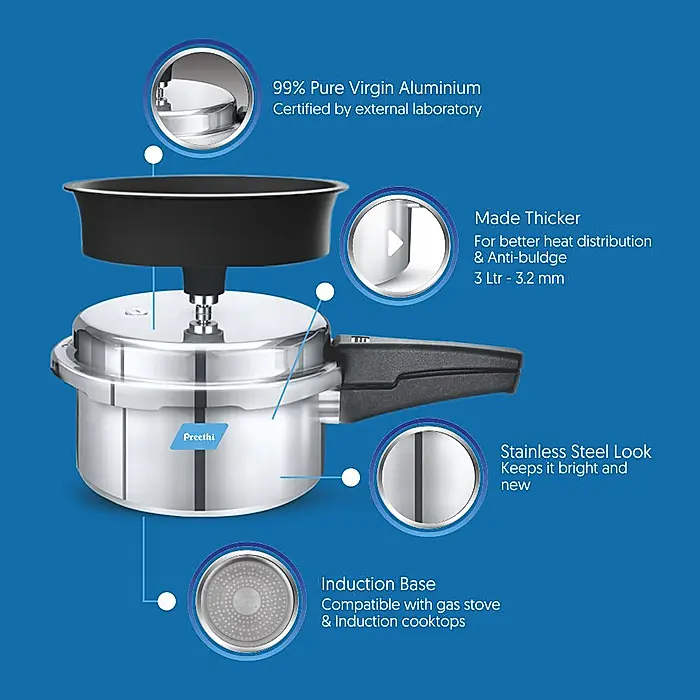 99% Pure Virgin Aluminium
Certified by external laboratory
Made Thicker
For better heat distribution
& Anti-buldge
3 Ltr - 3.2 mm
Preethi
Stainless Steel Look
Keeps it bright and
new
Induction Base
Compatible with gas stove
& Induction cooktops